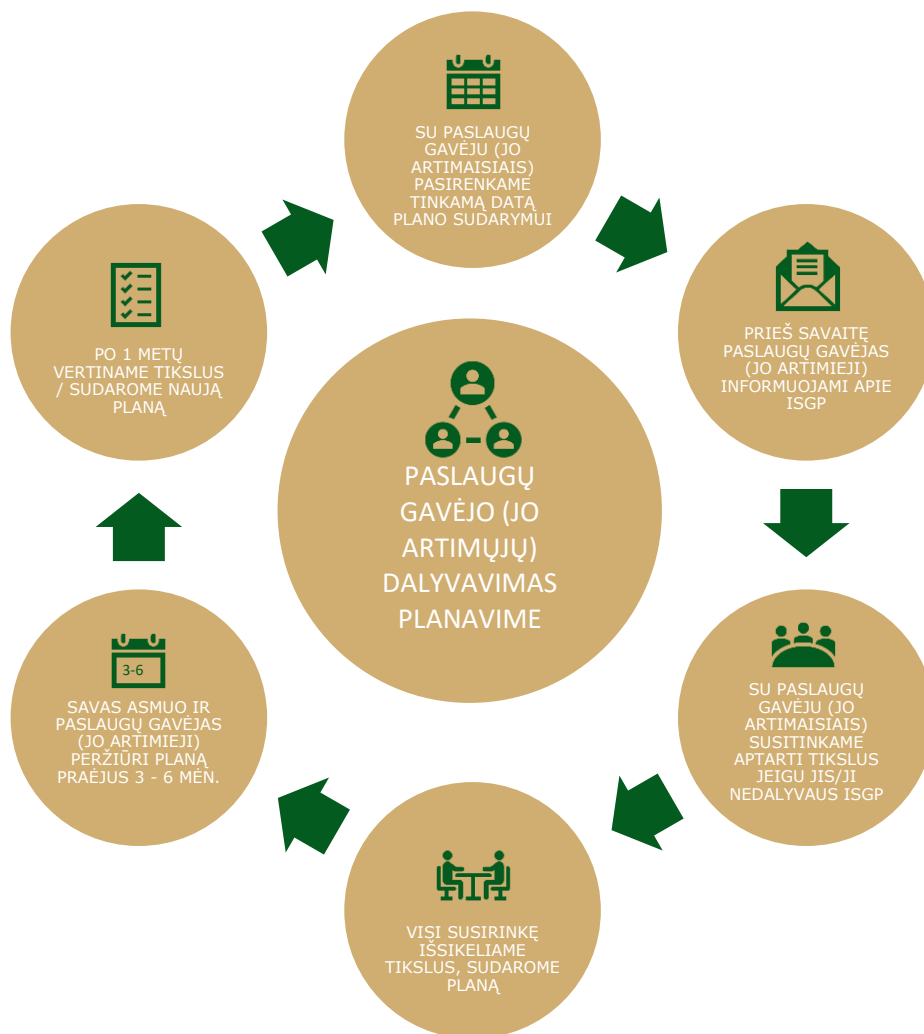 SU PASLAUGŲ
GAVĖJU (JO
ARTIMAISIAIS)
PASIRENKAME
TINKAMĄ DATĄ
PLANO SUDARYMUI
PRIEŠ SAVAITĘ
PASLAUGŲ GAVĖJAS
(JO ARTIMIEJI)
INFORMUOJAMI APIE
ISGP
SU PASLAUGŲ
GAVĖJU (JO
ARTIMAISIAIS)
SUSITINKAME
APTARTI TIKSLUS
JEIGU JIS/JI
NEDALYVAUS ISGP
VISI SUSIRINKĘ
IŠSIKELIAME
TIKSLUS, SUDAROME
PLANĄ
3-6
SAVAS ASMUO IR
PASLAUGŲ GAVĖJAS
(JO ARTIMIEJI)
PERŽIŪRI PLANĄ
PRAĖJUS 3 - 6 MĖN.
PO 1 METŲ
VERTINAME TIKSLUS
/ SUDAROME NAUJĄ
PLANĄ
PASLAUGŲ
GAVĖJO (JO
ARTIMŲJŲ)
DALYVAVIMAS
PLANAVIME